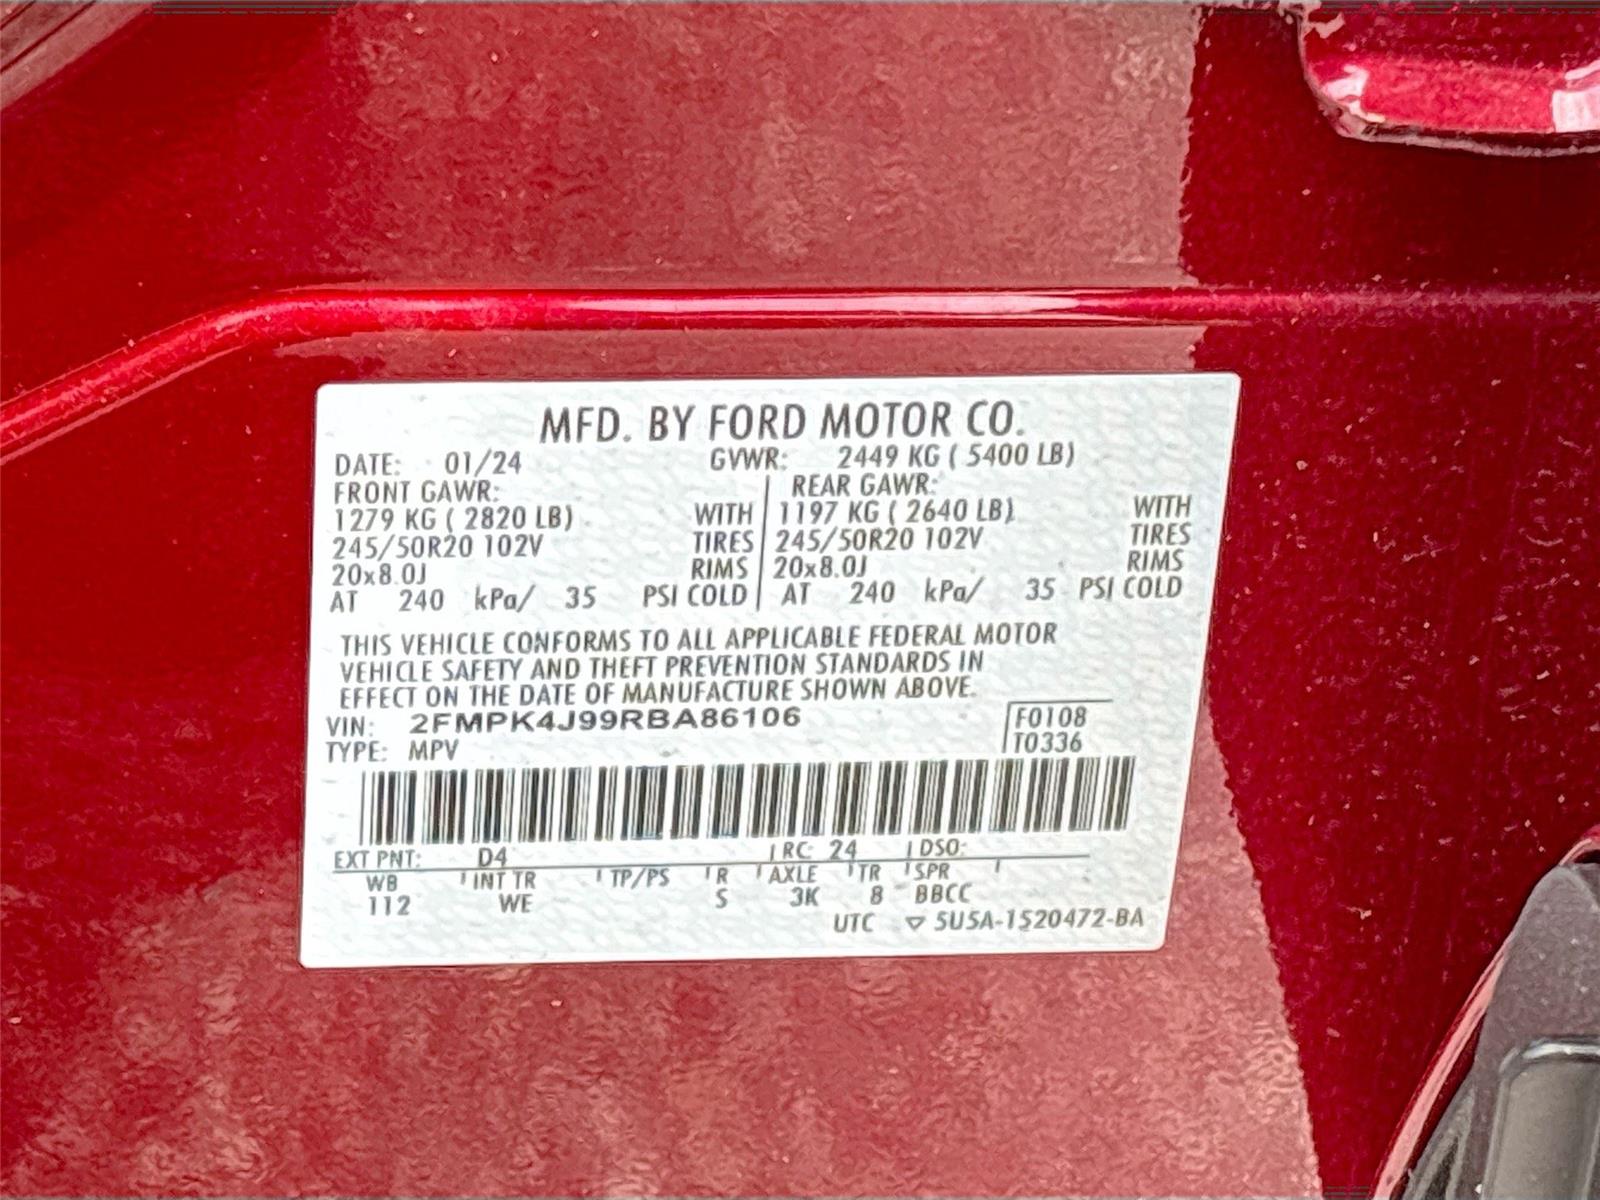 MFD. BY FORD MOTOR CO.
DATE: 01/24 GVWR: 2449 KG ( 5400 LB)
FRONT GAWR: REAR GAWR:
1279 KG ( 2820 LB) WITH 1197 KG ( 2640 LB) WITH
245/50R20 102V TIRES 245/50R20 102V TIRES
20x8.0J RIMS 20x8.0J RIMS
AT 240 kPa/ 35 PSI COLD AT 240 kPa/ 35 PSI COLD
THIS VEHICLE CONFORMS TO ALL APPLICABLE FEDERAL MOTOR
VEHICLE SAFETY AND THEFT PREVENTION STANDARDS IN
EFFECT ON THE DATE OF MANUFACTURE SHOWN ABOVE.
VIN: 2FMPK4J99RBA86106 F0108
TYPE: MPV T0336
EXT PNT: D4 RC: 24 DSO:
WB INT TR TP/PS R AXLE TR SPR
112 WE S 3K 8 BBCC
UTC ▽ 5U5A-1520472-BA